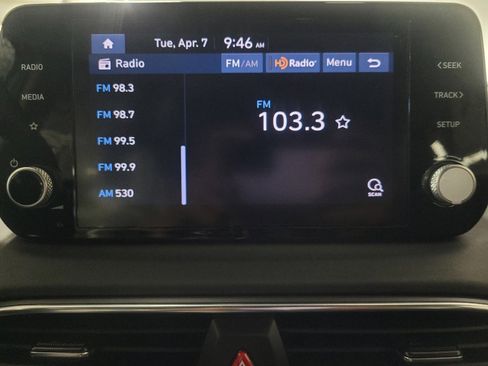 Tue, Apr. 7 9:46 AM
RADIO
MEDIA
Radio FM/AM HD Radio Menu
FM 98.3
FM 98.7
FM 99.5
FM 99.9
AM 530
FM
103.3
SCAN
SEEK
TRACK
SETUP